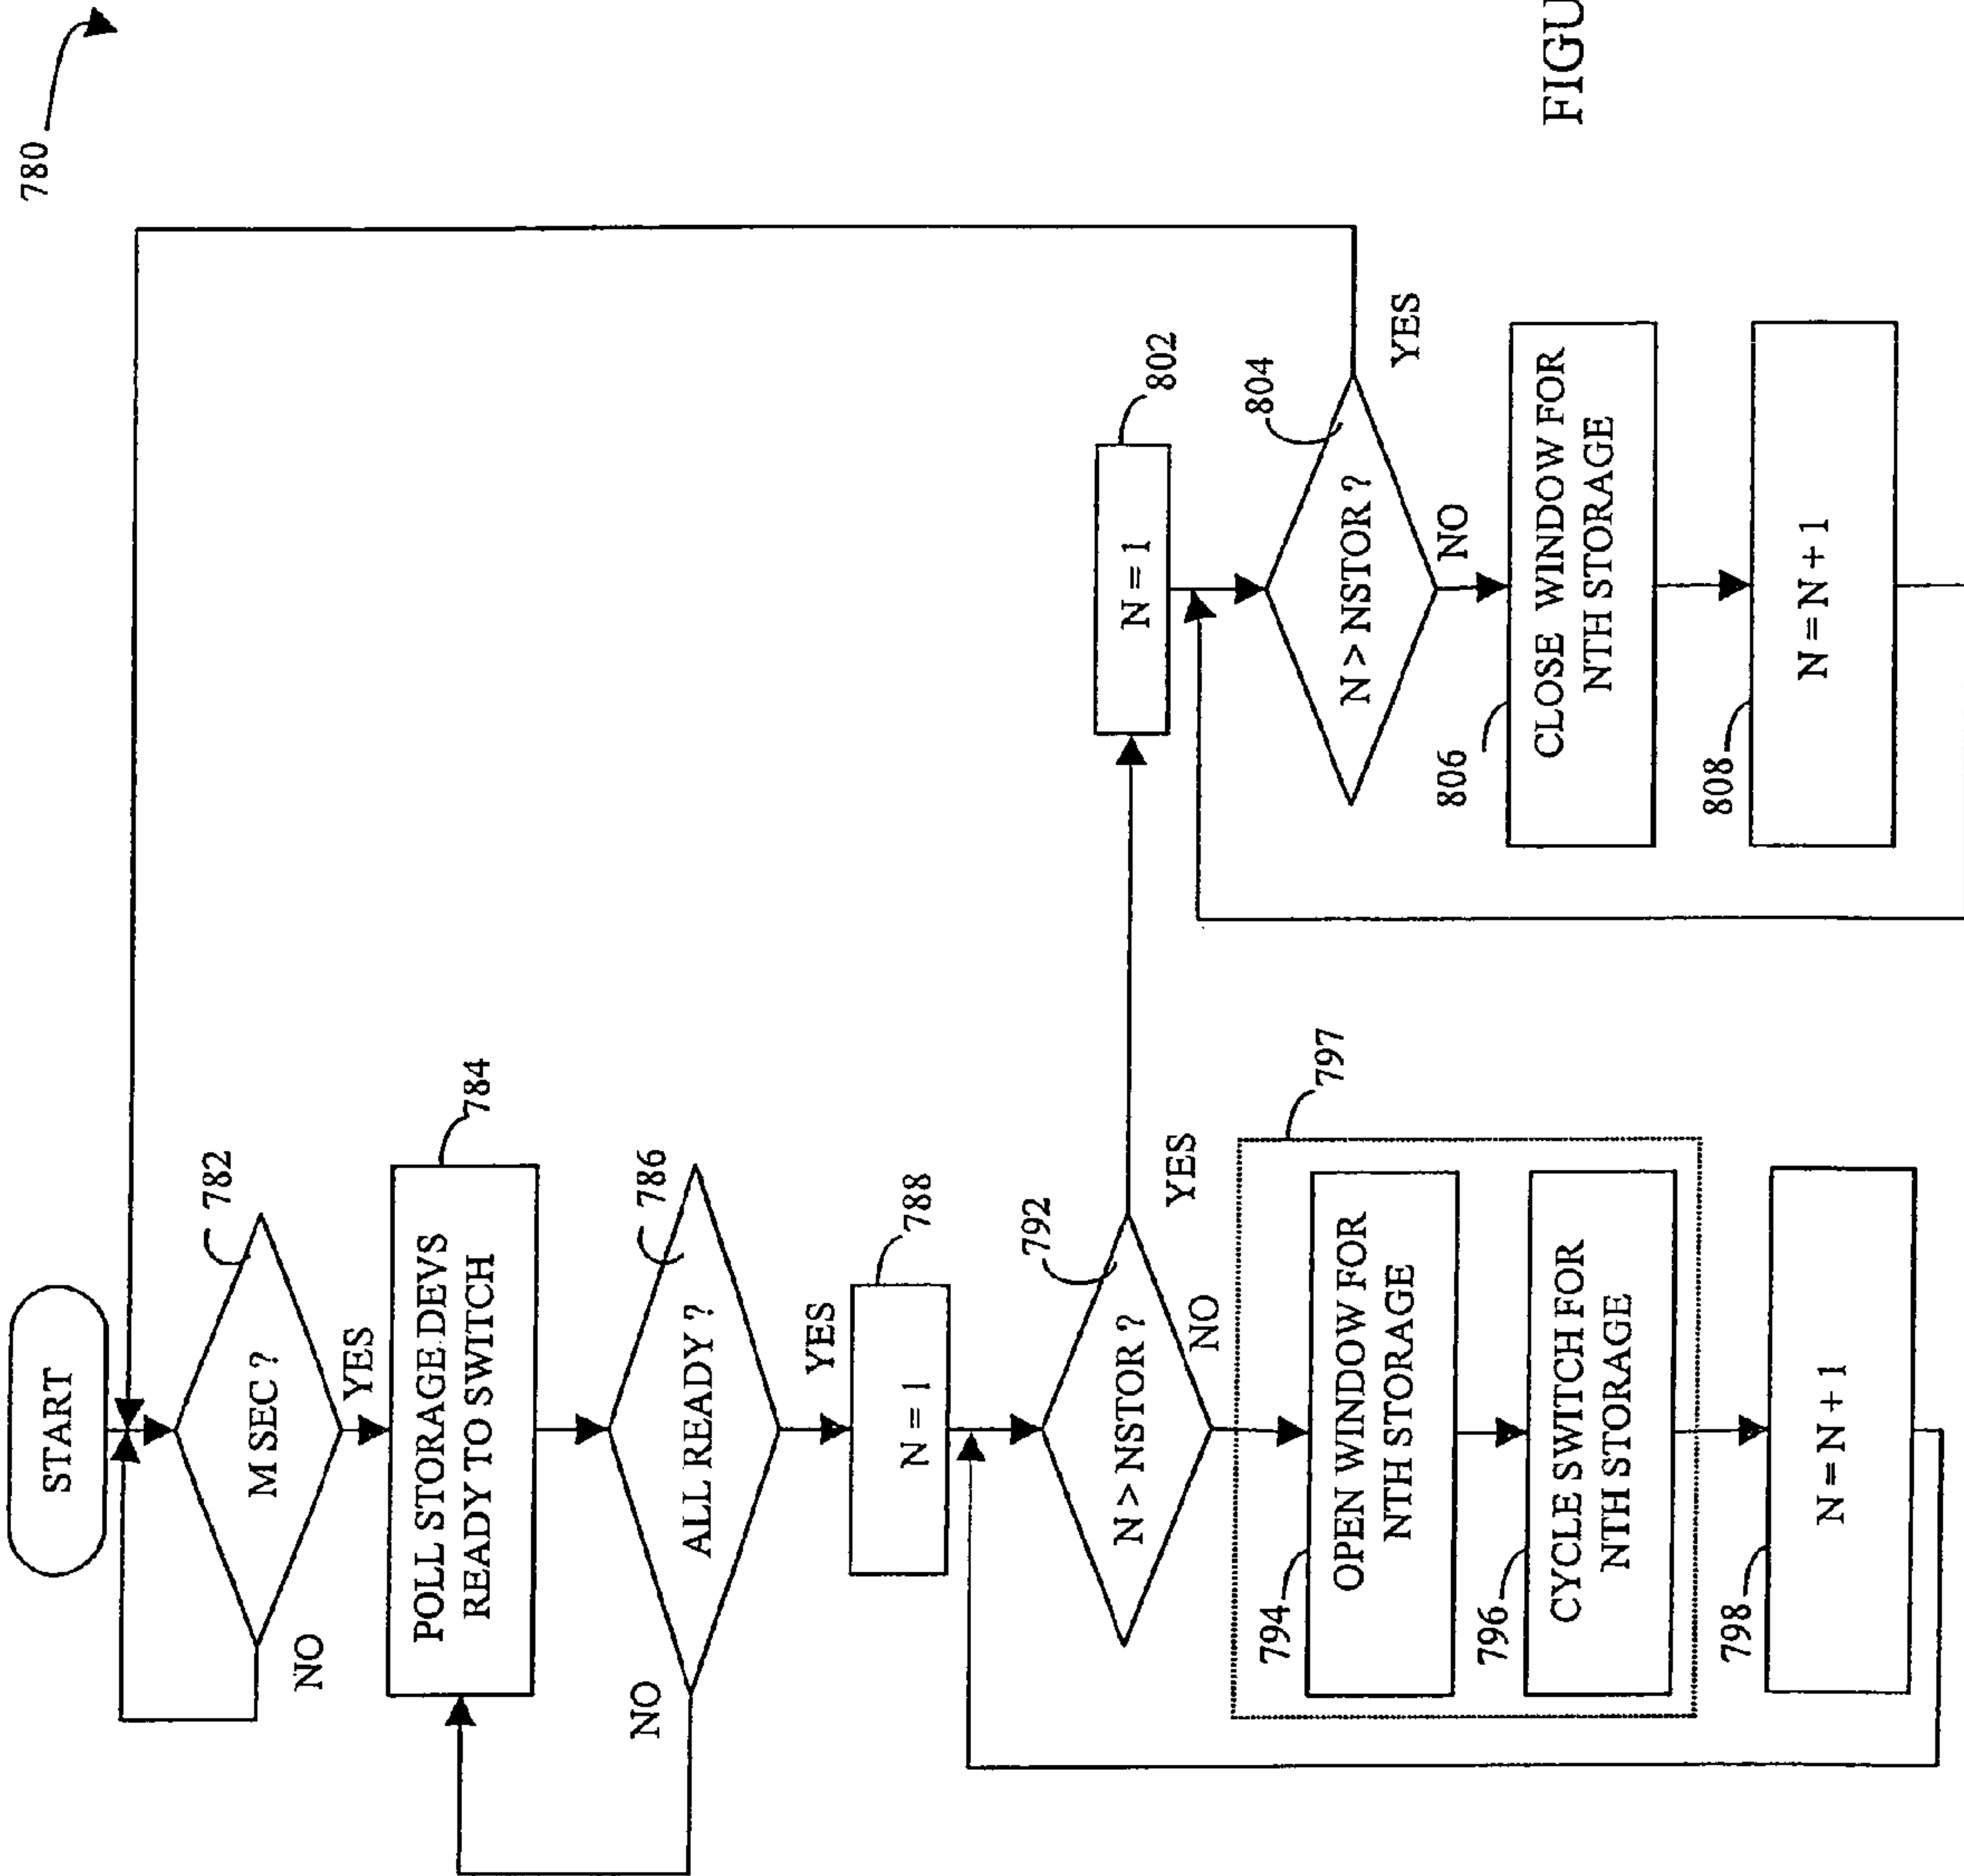 780
START
782
M SEC ?
NO
YES
POLL STORAGE DEVS
READY TO SWITCH
784
786
ALL READY ?
NO
YES
788
N = 1
792
N > NSTOR ?
YES
NO
797
794
OPEN WINDOW FOR
NTH STORAGE
796
CYCLE SWITCH FOR
NTH STORAGE
798
N = N + 1
802
N = 1
804
N > NSTOR ?
YES
NO
806
CLOSE WINDOW FOR
NTH STORAGE
808
N = N + 1
FIGU